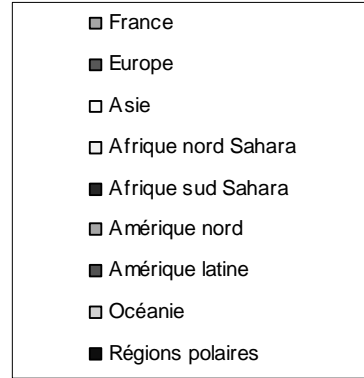 France
Europe
Asie
Afrique nord Sahara
Afrique sud Sahara
Amérique nord
Amérique latine
Océanie
Régions polaires